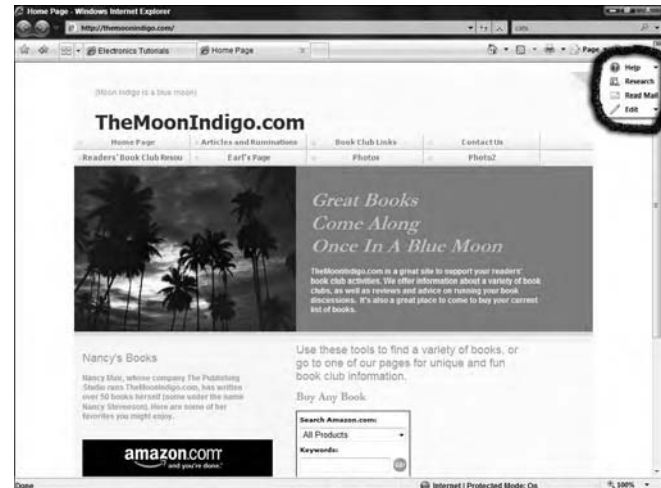 Home Page - Windows Internet Explorer
http://themoonindigo.com/
cats
Electronics Tutorials
Home Page
Page
Help
Research
Read Mail
Edit
(Moon Indigo is a blue moon)
TheMoonIndigo.com
Home Page
Articles and Ruminations
Book Club Links
Contact Us
Readers' Book Club Resou
Earl's Page
Photos
Photo2
Great Books
Come Along
Once In A Blue Moon
TheMoonIndigo.com is a great site to support your readers'
book club activities. We offer information about a variety of book
clubs, as well as reviews and advice on running your book
discussions. It's also a great place to come to buy your current
list of books.
Nancy's Books
Nancy Muir, whose company The Publishing
Studio runs TheMoonIndigo.com, has written
over 50 books herself (some under the name
Nancy Stevenson). Here are some of her
favorites you might enjoy.
amazon.com
and you're done.
Use these tools to find a variety of books, or
go to one of our pages for unique and fun
book club information.
Buy Any Book
Search Amazon.com:
All Products
Keywords:
GO
Done
Internet | Protected Mode: On
100%